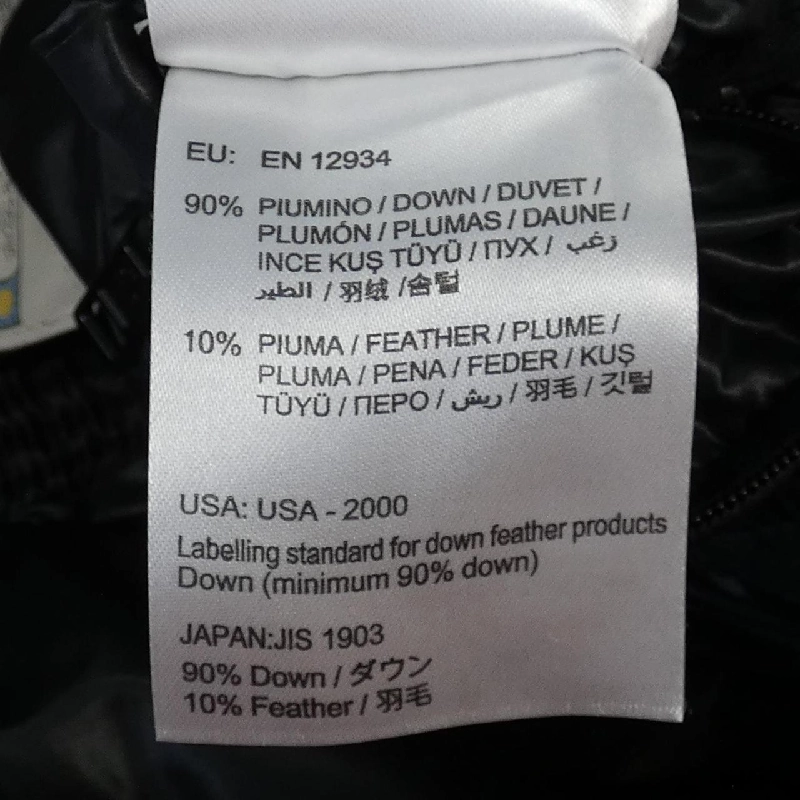 EU: EN 12934
90% PIUMINO / DOWN / DUVET /
PLUMÓN / PLUMAS / DAUNE /
INCE KUŞ TÜYÜ / ПУХ / زغب
الطير / 羽绒 /솜털
10% PIUMA / FEATHER / PLUME /
PLUMA / PENA / FEDER / KUŞ
TÜYÜ / ПЕРО / ريش / 羽毛 / 깃털
USA: USA - 2000
Labelling standard for down feather products
Down (minimum 90% down)
JAPAN:JIS 1903
90% Down / ダウン
10% Feather / 羽毛